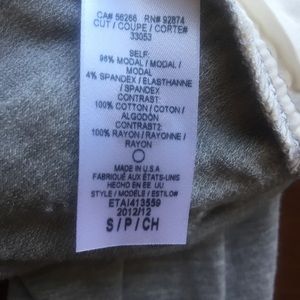 CA# 56266 RN# 92874
CUT / COUPE / CORTE#
33053
SELF:
96% MODAL / MODAL /
MODAL
4% SPANDEX / ELASTHANNE
/ SPANDEX
CONTRAST:
100% COTTON / COTON /
ALGODÓN
CONTRAST2:
100% RAYON / RAYONNE /
RAYON
MADE IN U.S.A.
FABRIQUÉ AUX ÉTATS-UNIS
HECHO EN EE. UU
STYLE / MODÈLE / ESTILO#
ETAI413559
2012/12
S / P / CH